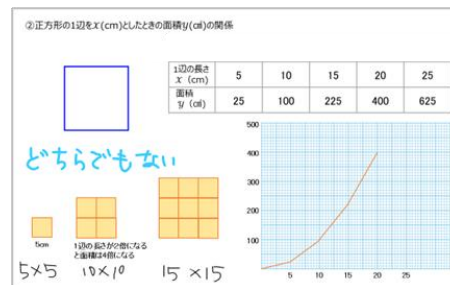 ②正方形の1辺をx(cm)としたときの面積y(㎠)の関係
1辺の長さ x (cm) 5 10 15 20 25
面積 y (㎠) 25 100 225 400 625
どちらでもない
500
400
300
200
100
5 10 15 20 25
5cm
1辺の長さが2倍になる
と面積は4倍になる
5×5 10×10 15×15